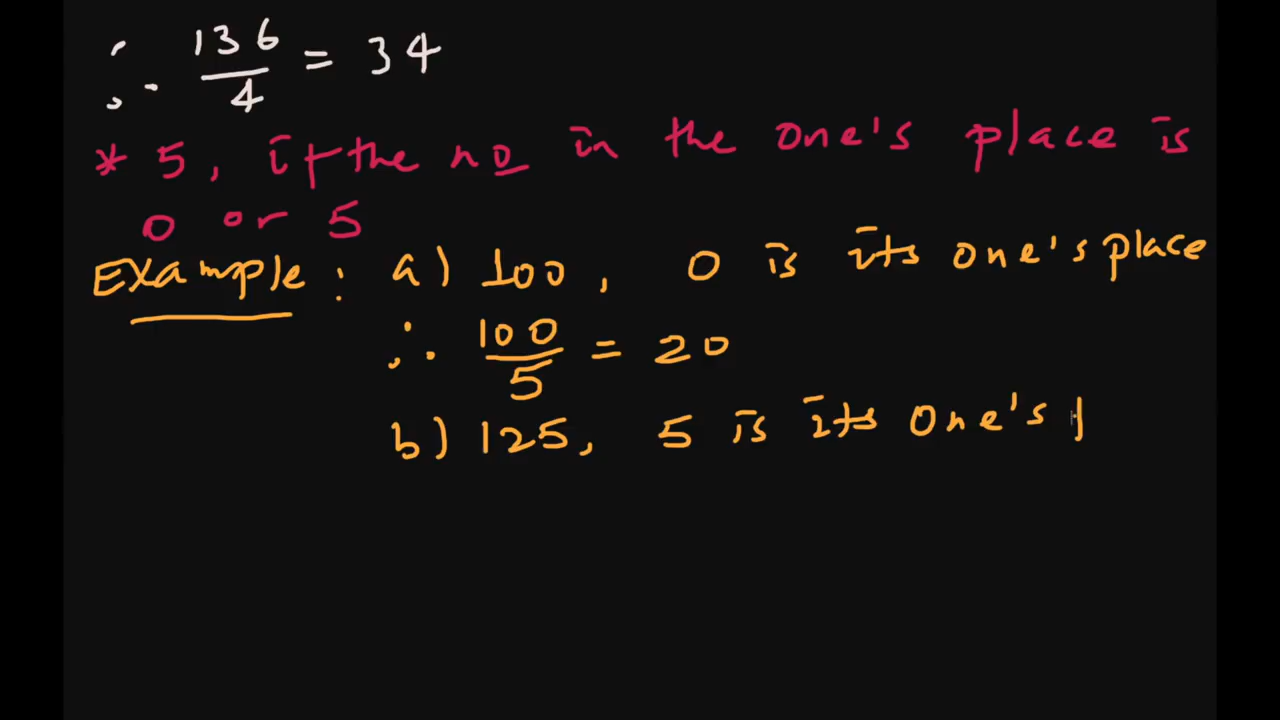 ∴ 136/4 = 34
* 5, if the no in the one's place is
0 or 5
Example : a) 100, 0 is its one's place
∴ 100/5 = 20
b) 125, 5 is its one's